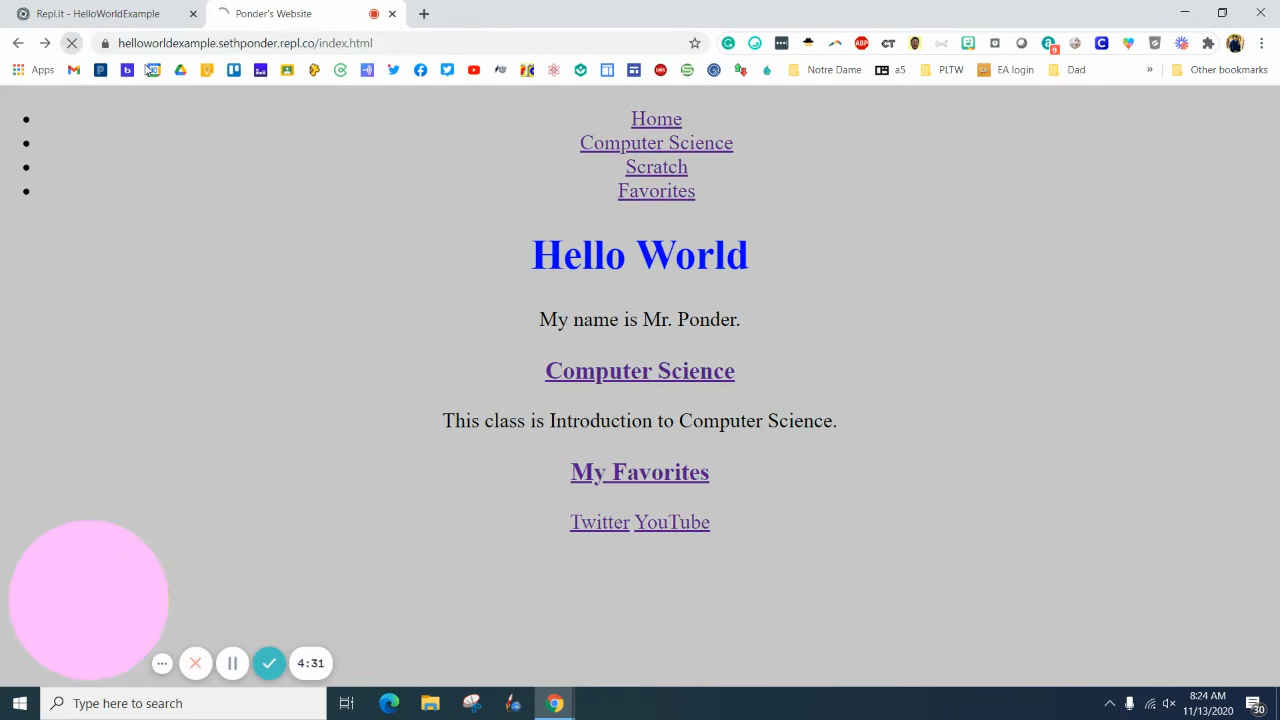 Repl.it - HelloWorldExample
Ponder's Website
helloworldexample.sethponder.repl.co/index.html
Apps
Notre Dame
a5
PLTW
EA login
Dad
»
Other bookmarks
Home
Computer Science
Scratch
Favorites
Hello World
My name is Mr. Ponder.
Computer Science
This class is Introduction to Computer Science.
My Favorites
Twitter YouTube
4:31
Type here to search
8:24 AM
11/13/2020
30